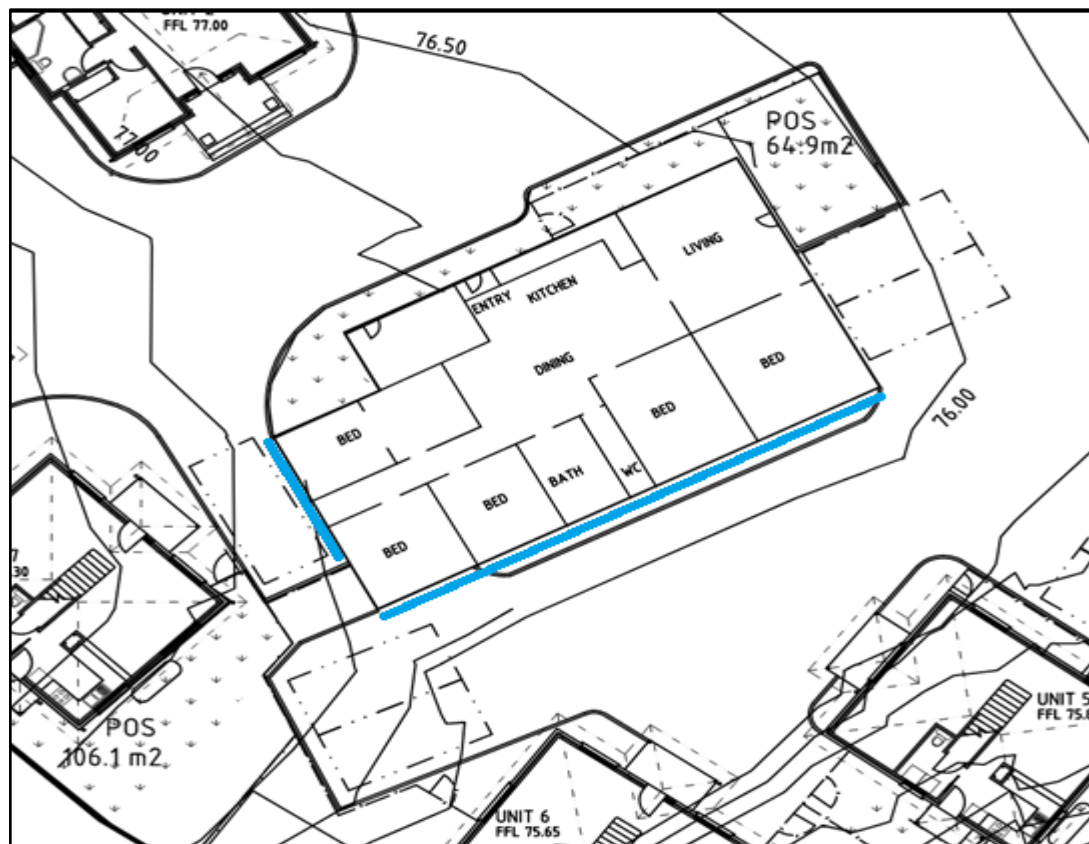 FFL 77.00
76.50
77.00
POS
64.9m2
LIVING
KITCHEN
ENTRY
DINING
BED
BED
BED
BED
BATH
WC
BED
76.00
POS
106.1 m2
UNIT 5
UNIT 6
FFL 75.65